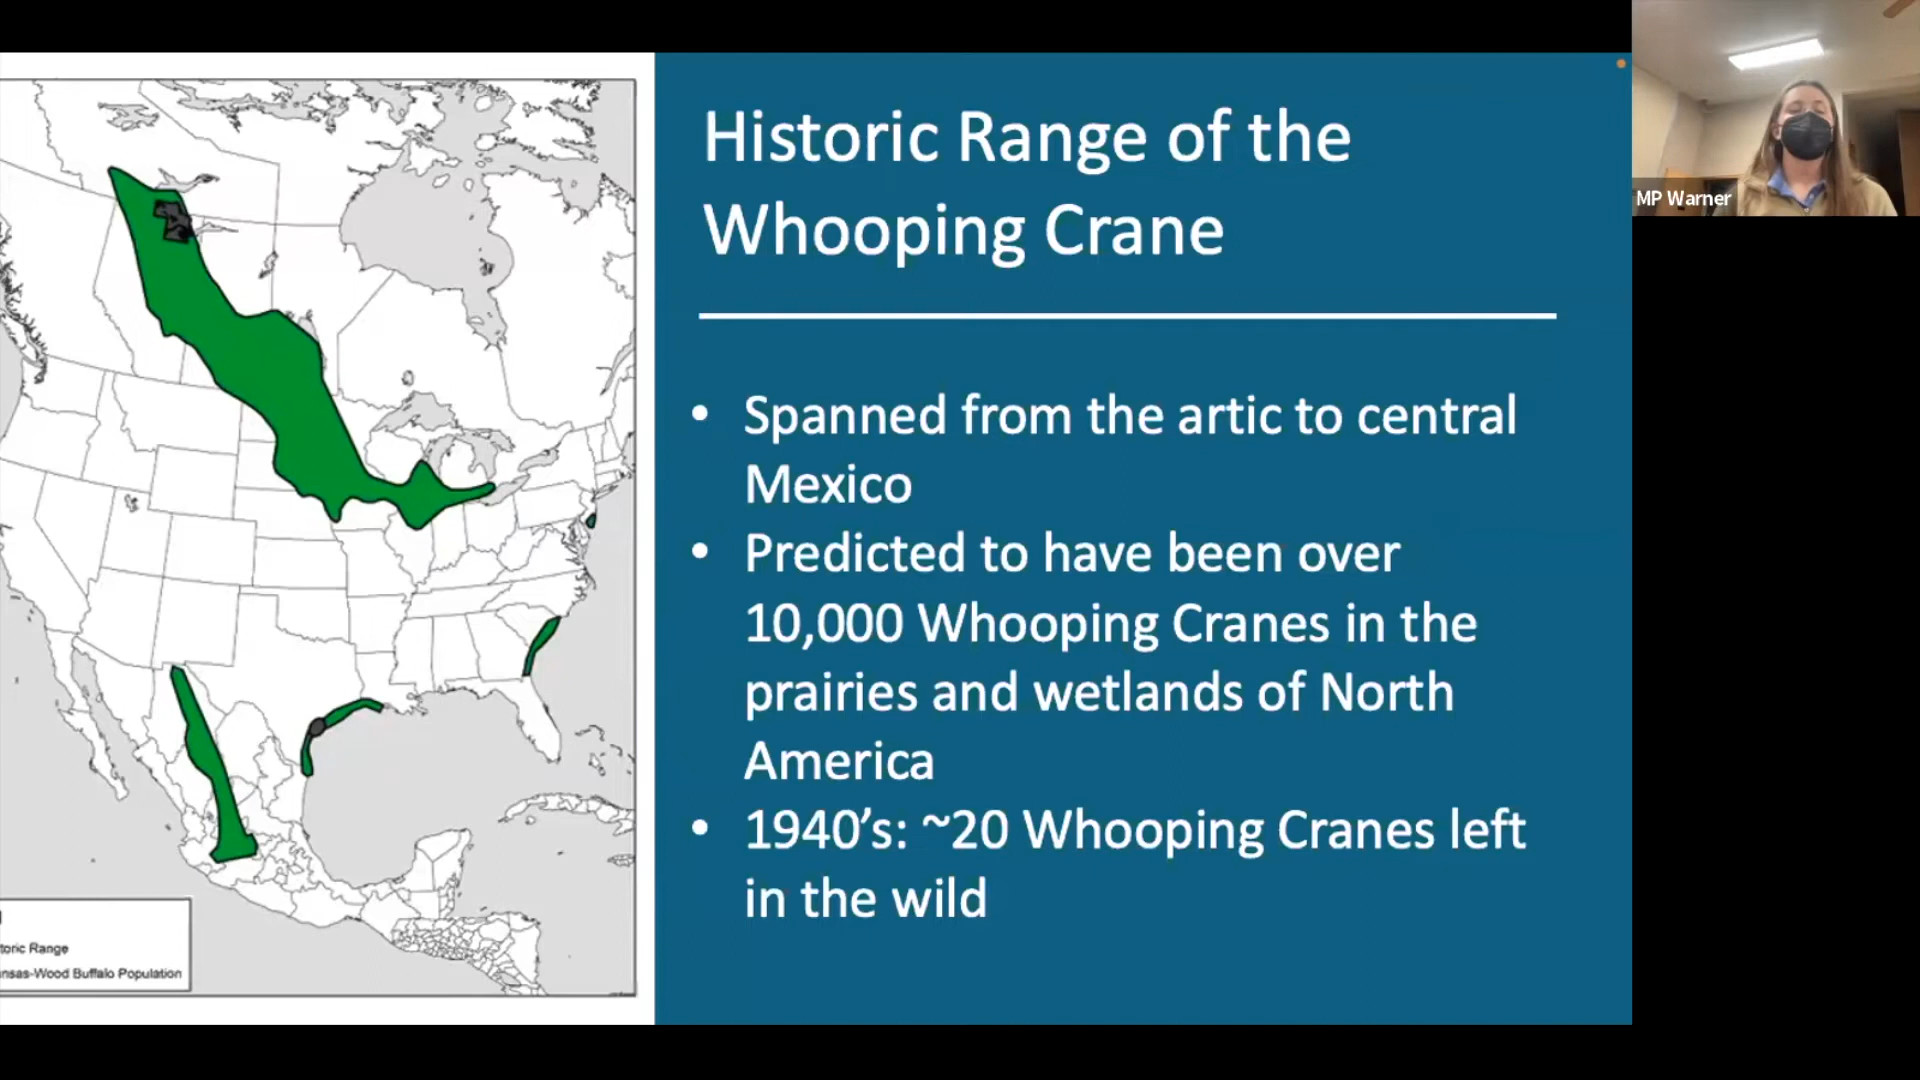 Historic Range of the
Whooping Crane
• Spanned from the artic to central
Mexico
• Predicted to have been over
10,000 Whooping Cranes in the
prairies and wetlands of North
America
• 1940's: ~20 Whooping Cranes left
in the wild
toric Range
nsas-Wood Buffalo Population
MP Warner